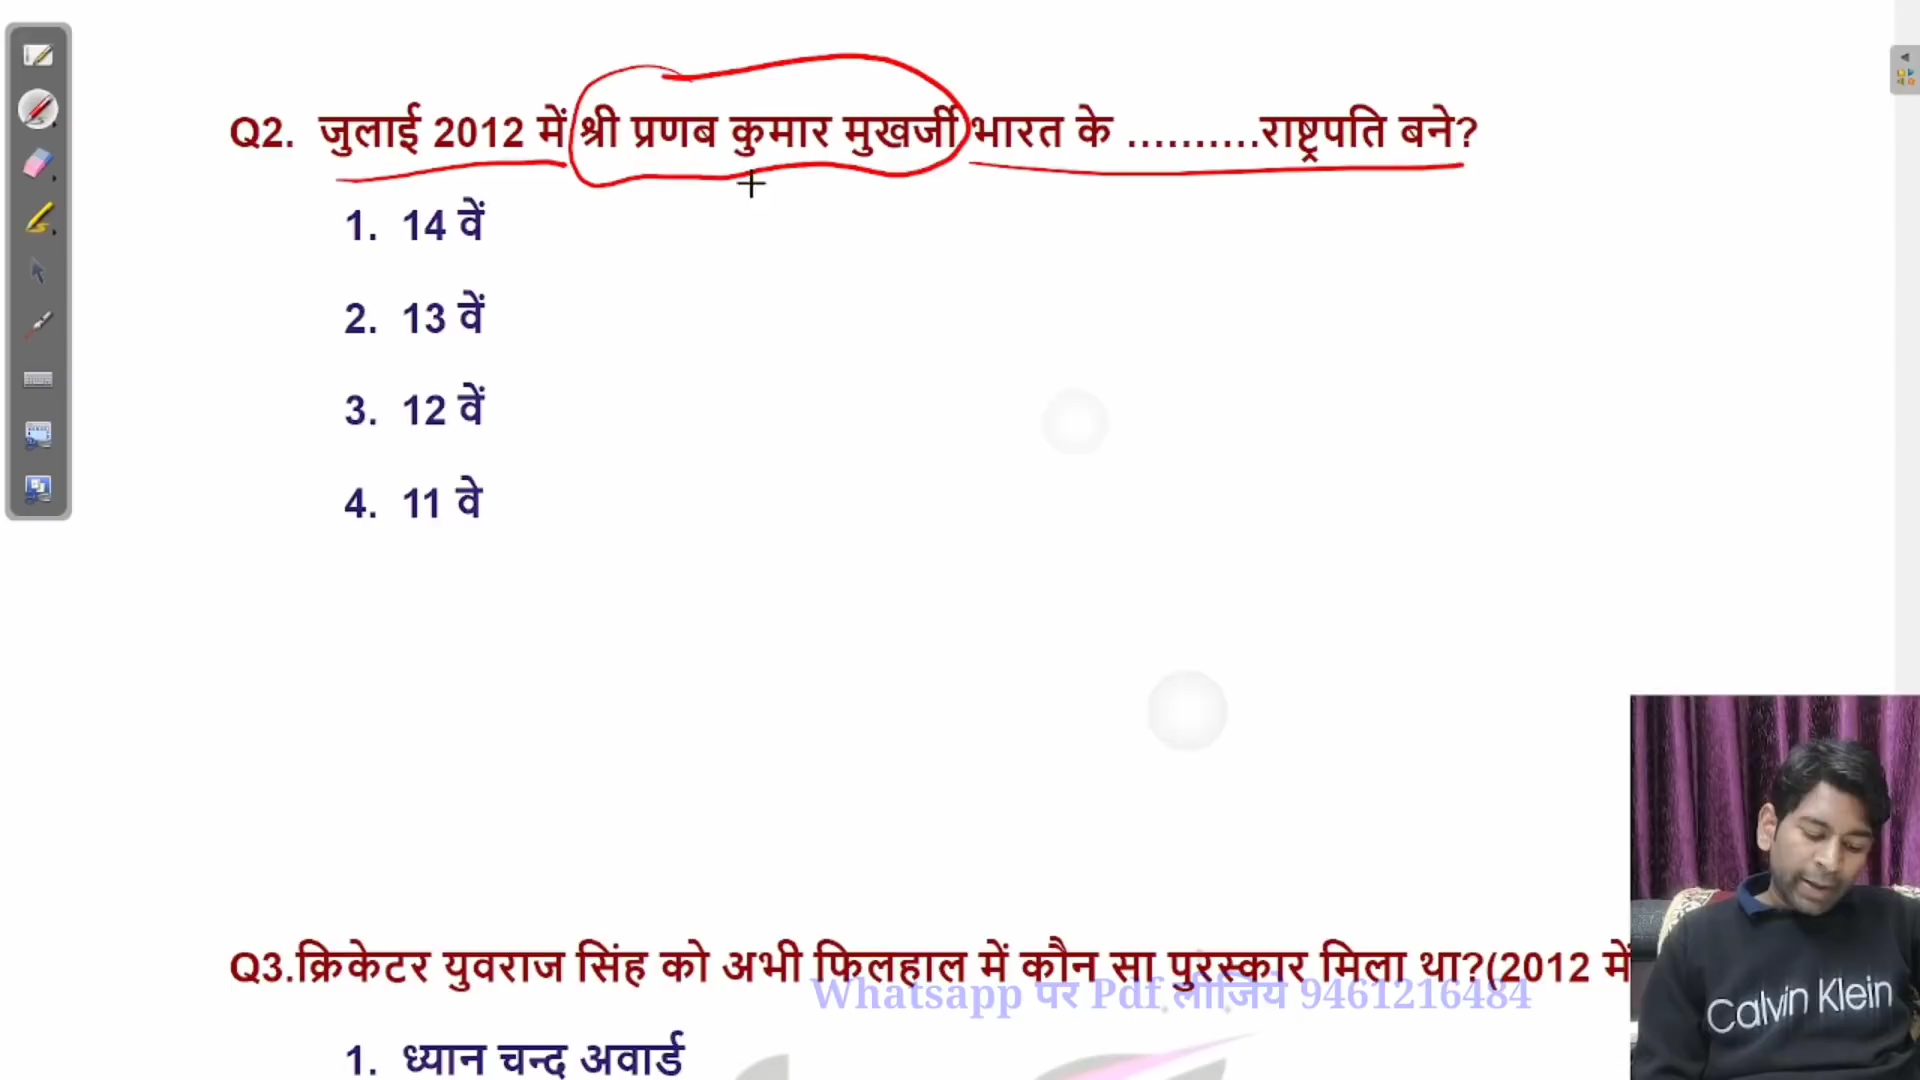 Q2. जुलाई 2012 में श्री प्रणब कुमार मुखर्जी भारत के ..........राष्ट्रपति बने?
1. 14 वें
2. 13 वें
3. 12 वें
4. 11 वे
Q3.क्रिकेटर युवराज सिंह को अभी फिलहाल में कौन सा पुरस्कार मिला था?(2012 में
Whatsapp पर Pdf लीजिये 9461216484
1. ध्यान चन्द अवार्ड
Calvin Klein